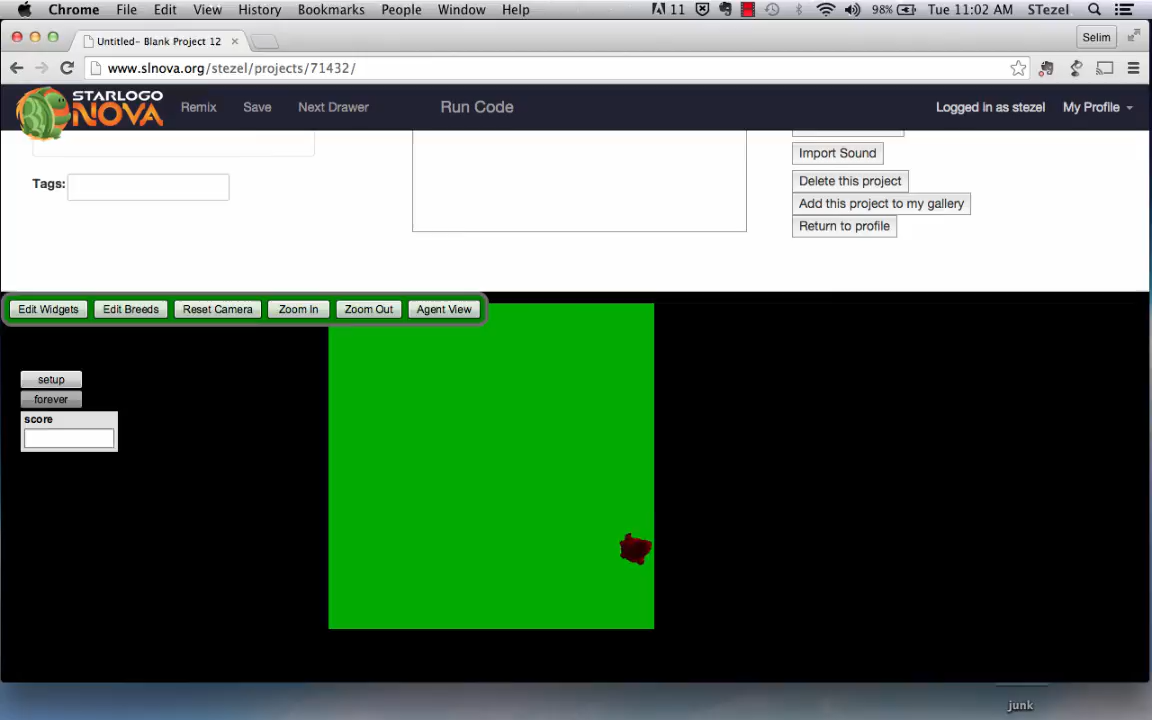 Chrome File Edit View History Bookmarks People Window Help 11 98% Tue 11:02 AM STezel
Untitled- Blank Project 12 × Selim
www.slnova.org/stezel/projects/71432/
STARLOGO NOVA Remix Save Next Drawer Run Code Logged in as stezel My Profile
Import Sound
Tags: Delete this project
Add this project to my gallery
Return to profile
Edit Widgets Edit Breeds Reset Camera Zoom In Zoom Out Agent View
setup
forever
score
junk